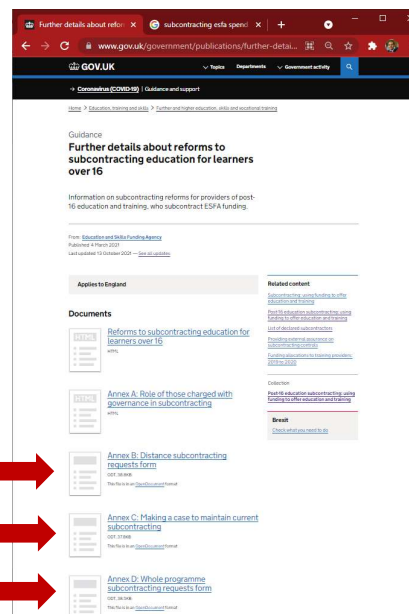 Further details about refor
subcontracting esfa spend
www.gov.uk/government/publications/further-detai...
GOV.UK
Topics Departments Government activity
→ Coronavirus (COVID-19) | Guidance and support
Home > Education, training and skills > Further and higher education, skills and vocational training
Guidance
Further details about reforms to
subcontracting education for learners
over 16
Information on subcontracting reforms for providers of post-
16 education and training, who subcontract ESFA funding.
From: Education and Skills Funding Agency
Published 4 March 2021
Last updated 13 October 2021 — See all updates
Applies to England
Documents
HTML
Reforms to subcontracting education for
learners over 16
HTML
HTML
Annex A: Role of those charged with
governance in subcontracting
HTML
Annex B: Distance subcontracting
requests form
This file is in an OpenDocument format
Annex C: Making a case to maintain current
subcontracting
This file is in an OpenDocument format
Annex D: Whole programme
subcontracting requests form
This file is in an OpenDocument format
Related content
Subcontracting: using funding to offer
education and training
Post-16 education subcontracting: using
funding to offer education and training
List of declared subcontractors
Providing external assurance on
subcontracting controls
Funding allocations to training providers:
2019 to 2020
Collection
Post-16 education subcontracting: using
funding to offer education and training
Brexit
Check what you need to do